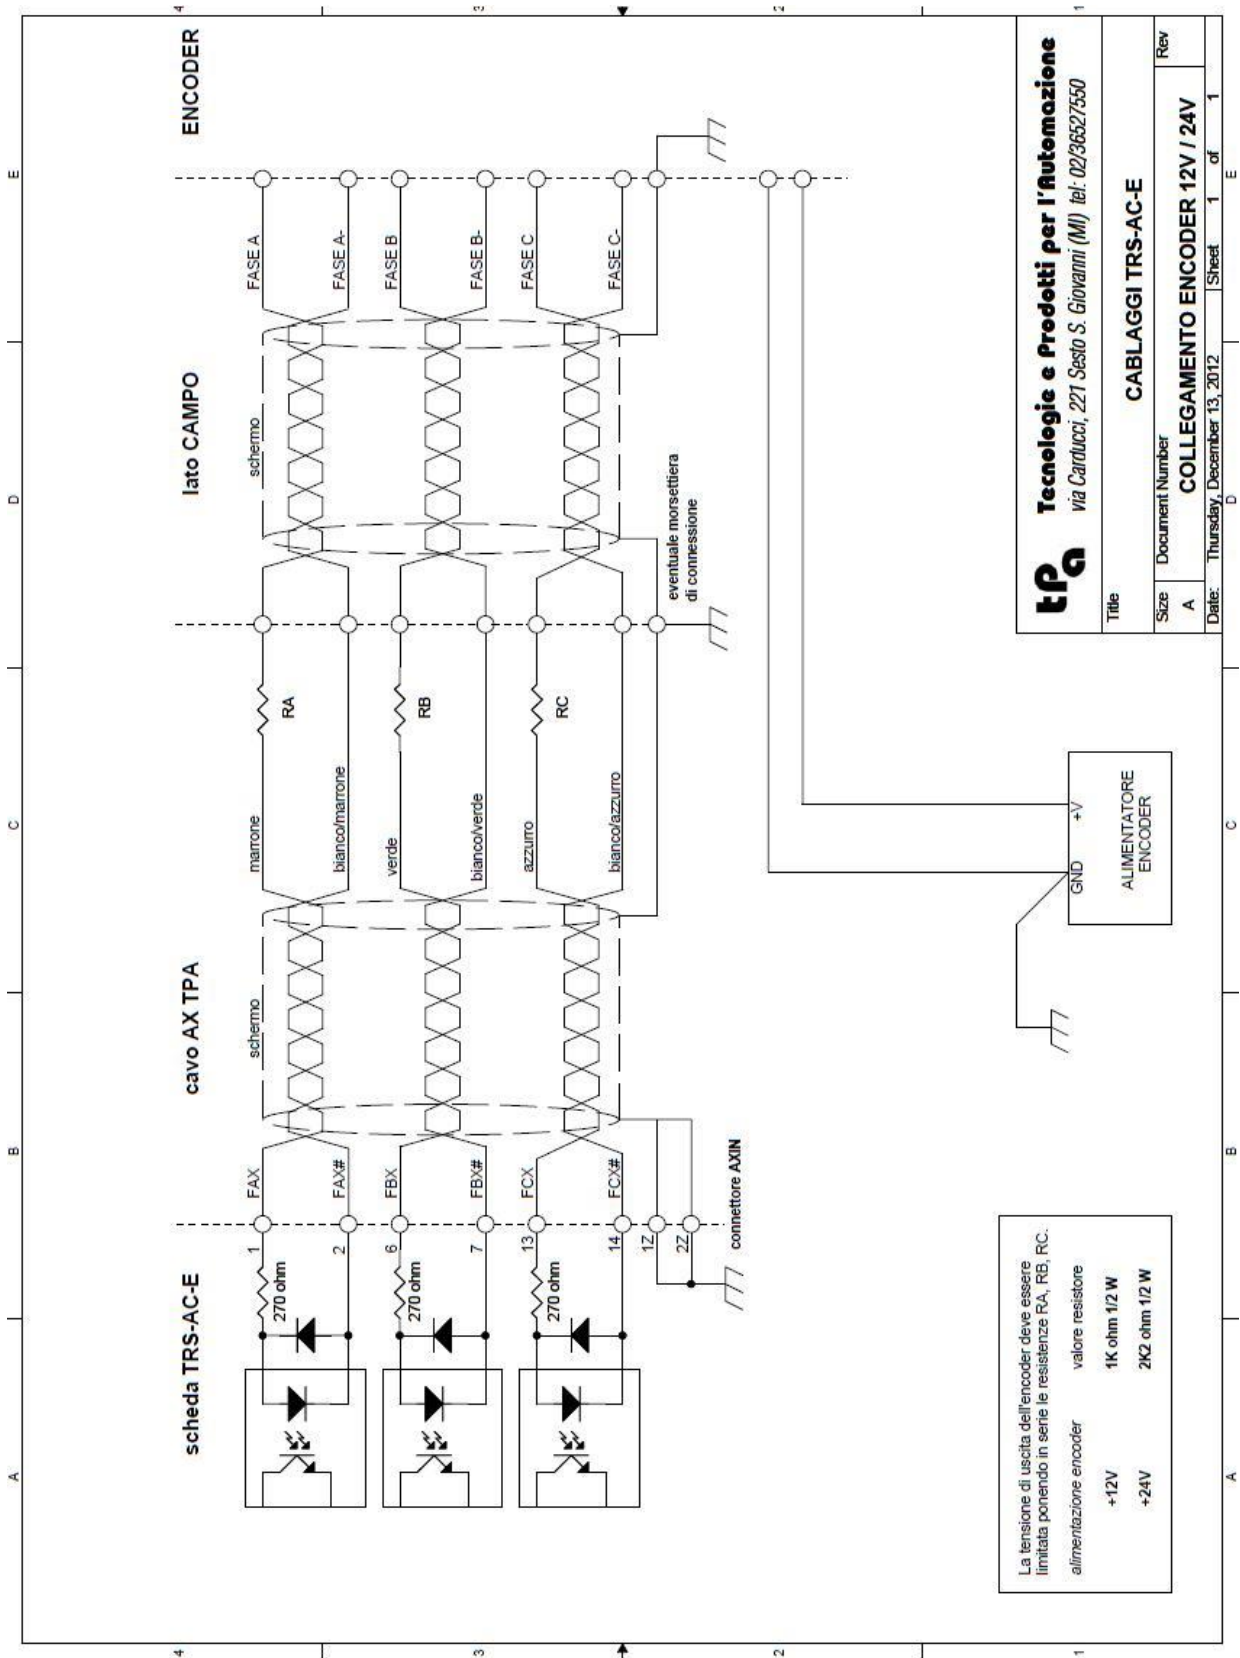 A B C D E
4 3 2 1
scheda TRS-AC-E
cavo AX TPA
lato CAMPO
ENCODER
270 ohm
1 FAX
2 FAX#
270 ohm
6 FBX
7 FBX#
270 ohm
13 FCX
14 FCX#
1Z
2Z
connettore AXIN
schermo
marrone
bianco/marrone
verde
bianco/verde
azzurro
bianco/azzurro
RA
RB
RC
schermo
FASE A
FASE A-
FASE B
FASE B-
FASE C
FASE C-
eventuale morsettiera
di connessione
GND +V
ALIMENTATORE
ENCODER
La tensione di uscita dell'encoder deve essere
limitata ponendo in serie le resistenze RA, RB, RC.
alimentazione encoder valore resistore
+12V 1K ohm 1/2 W
+24V 2K2 ohm 1/2 W
tPa Tecnologie e Prodotti per l'Automazione
via Carducci, 221 Sesto S. Giovanni (MI) tel: 02/36527550
Title
CABLAGGI TRS-AC-E
Size Document Number Rev
A COLLEGAMENTO ENCODER 12V / 24V
Date: Thursday, December 13, 2012 Sheet 1 of 1
4 3 2 1
A B C D E